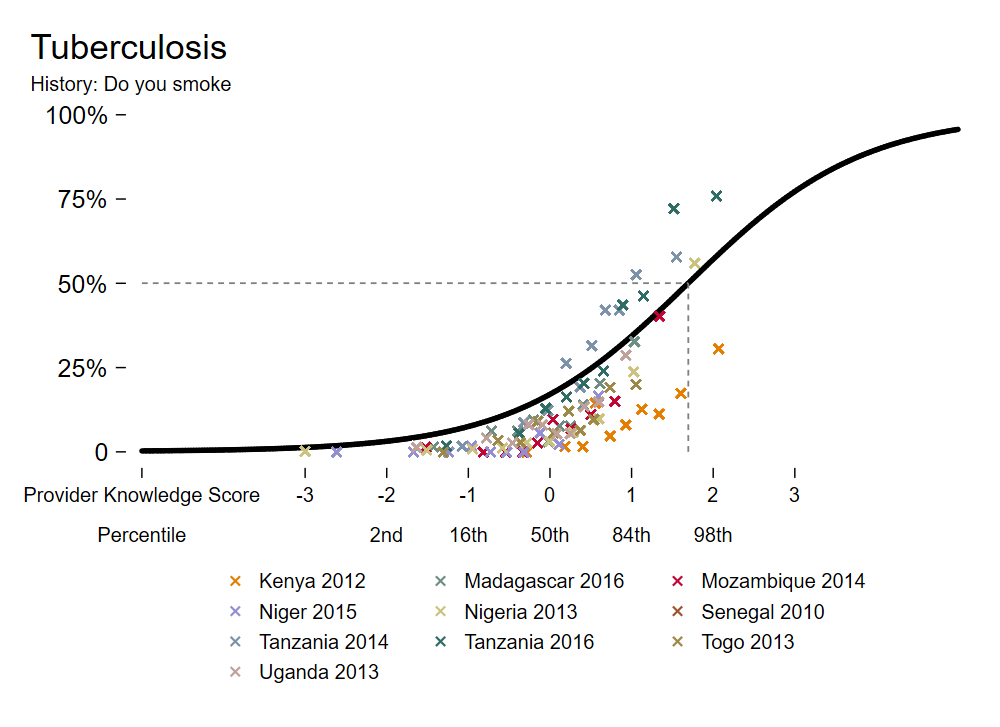 Tuberculosis
History: Do you smoke
100%
75%
50%
25%
0
Provider Knowledge Score -3 -2 -1 0 1 2 3
Percentile 2nd 16th 50th 84th 98th
Kenya 2012 Madagascar 2016 Mozambique 2014
Niger 2015 Nigeria 2013 Senegal 2010
Tanzania 2014 Tanzania 2016 Togo 2013
Uganda 2013